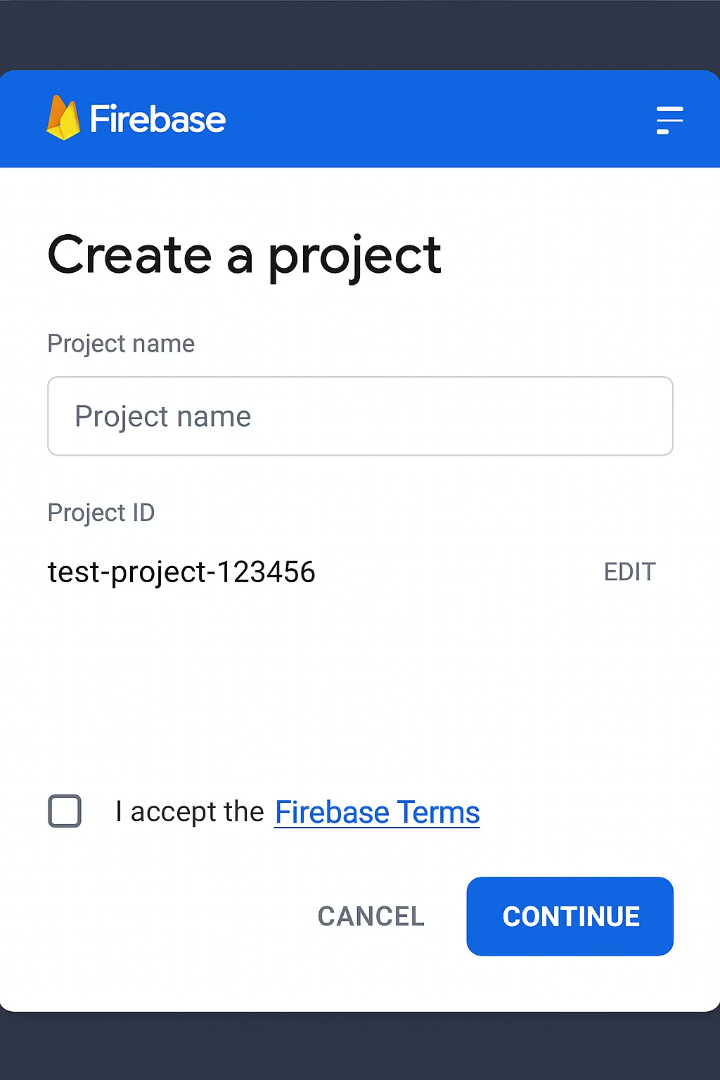 Firebase
Create a project
Project name
Project name
Project ID
test-project-123456 EDIT
I accept the Firebase Terms
CANCEL CONTINUE